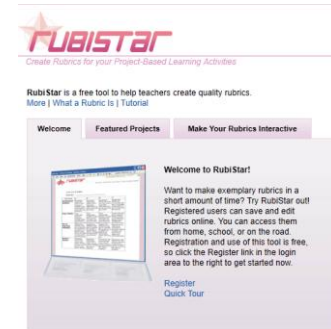 RUBISTAR
Create Rubrics for your Project-Based Learning Activities
RubiStar is a free tool to help teachers create quality rubrics.
More | What a Rubric Is | Tutorial
Welcome
Featured Projects
Make Your Rubrics Interactive
Welcome to RubiStar!
Want to make exemplary rubrics in a
short amount of time? Try RubiStar out!
Registered users can save and edit
rubrics online. You can access them
from home, school, or on the road.
Registration and use of this tool is free,
so click the Register link in the login
area to the right to get started now.
Register
Quick Tour